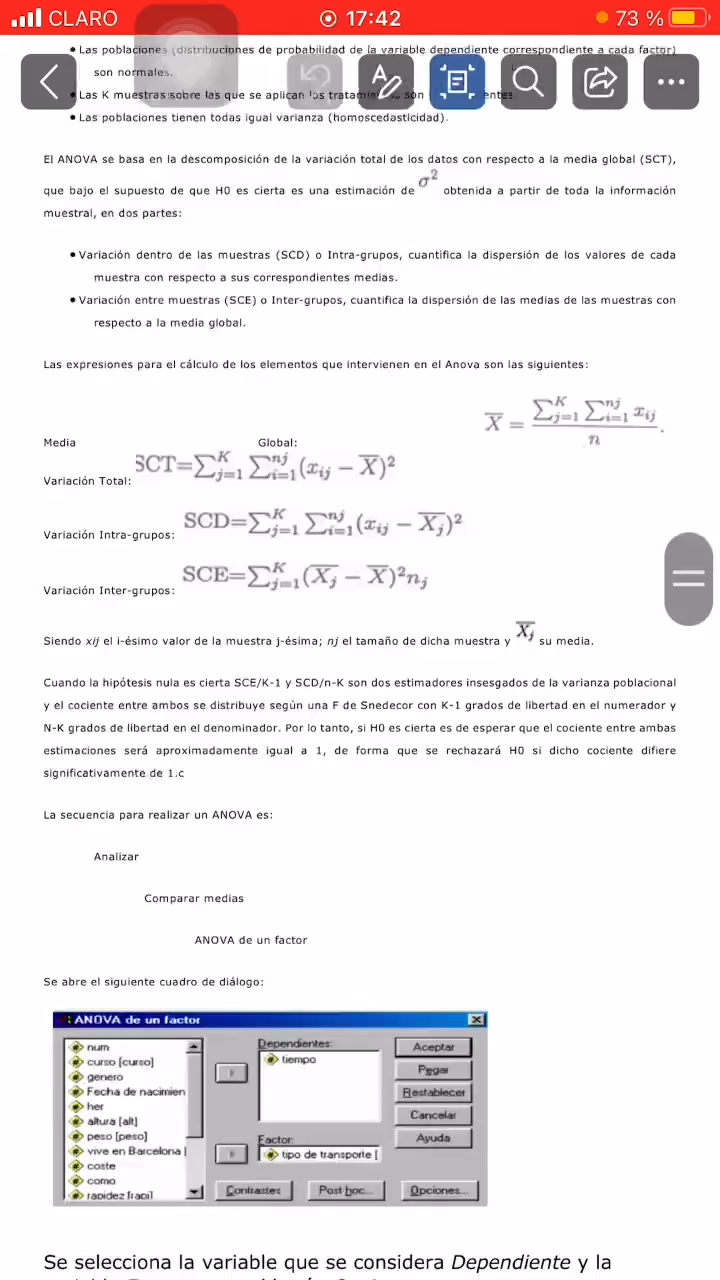 CLARO 17:42 73 %
• Las poblaciones (distribuciones de probabilidad de la variable dependiente correspondiente a cada factor)
son normales.
• Las K muestras sobre las que se aplican los son
• Las poblaciones tienen todas igual varianza (homoscedasticidad).
El ANOVA se basa en la descomposición de la variación total de los datos con respecto a la media global (SCT),
que bajo el supuesto de que H0 es cierta es una estimación de σ² obtenida a partir de toda la información
muestral, en dos partes:
• Variación dentro de las muestras (SCD) o Intra-grupos, cuantifica la dispersión de los valores de cada
muestra con respecto a sus correspondientes medias.
• Variación entre muestras (SCE) o Inter-grupos, cuantifica la dispersión de las medias de las muestras con
respecto a la media global.
Las expresiones para el cálculo de los elementos que intervienen en el Anova son las siguientes:
Media Global: X̅ = ∑_{j=1}^{K} ∑_{i=1}^{nj} x_{ij} / n.
Variación Total: SCT=∑_{j=1}^{K} ∑_{i=1}^{nj} (x_{ij} − X̅)²
Variación Intra-grupos: SCD=∑_{j=1}^{K} ∑_{i=1}^{nj} (x_{ij} − X̅_j)²
Variación Inter-grupos: SCE=∑_{j=1}^{K} (X̅_j − X̅)² n_j
Siendo xij el i-ésimo valor de la muestra j-ésima; nj el tamaño de dicha muestra y X̅_j su media.
Cuando la hipótesis nula es cierta SCE/K-1 y SCD/n-K son dos estimadores insesgados de la varianza poblacional
y el cociente entre ambos se distribuye según una F de Snedecor con K-1 grados de libertad en el numerador y
N-K grados de libertad en el denominador. Por lo tanto, si H0 es cierta es de esperar que el cociente entre ambas
estimaciones será aproximadamente igual a 1, de forma que se rechazará H0 si dicho cociente difiere
significativamente de 1.c
La secuencia para realizar un ANOVA es:
Analizar
Comparar medias
ANOVA de un factor
Se abre el siguiente cuadro de diálogo:
ANOVA de un factor
num
curso [curso]
genero
Fecha de nacimien
her
altura [alt]
peso [peso]
vive en Barcelona [
coste
como
rapidez [rapi]
Dependientes:
tiempo
Factor:
tipo de transporte [
Aceptar
Pegar
Restablecer
Cancelar
Ayuda
Contrastes
Post hoc...
Opciones...
Se selecciona la variable que se considera Dependiente y la